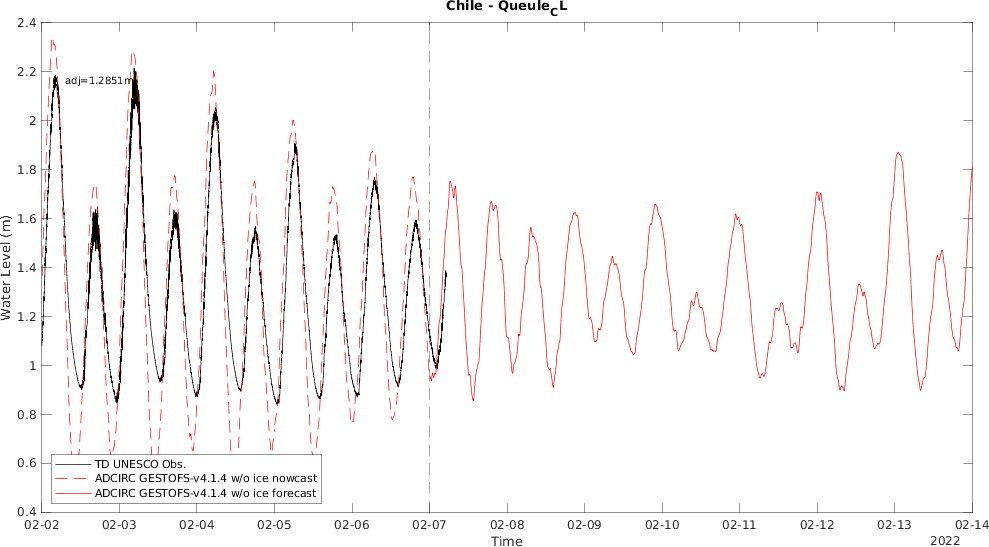 Chile - Queule_CL
2.4
2.2
2
1.8
1.6
1.4
1.2
1
0.8
0.6
0.4
Water Level (m)
adj=1.2851m
TD UNESCO Obs.
ADCIRC GESTOFS-v4.1.4 w/o ice nowcast
ADCIRC GESTOFS-v4.1.4 w/o ice forecast
02-02 02-03 02-04 02-05 02-06 02-07 02-08 02-09 02-10 02-11 02-12 02-13 02-14
Time
2022